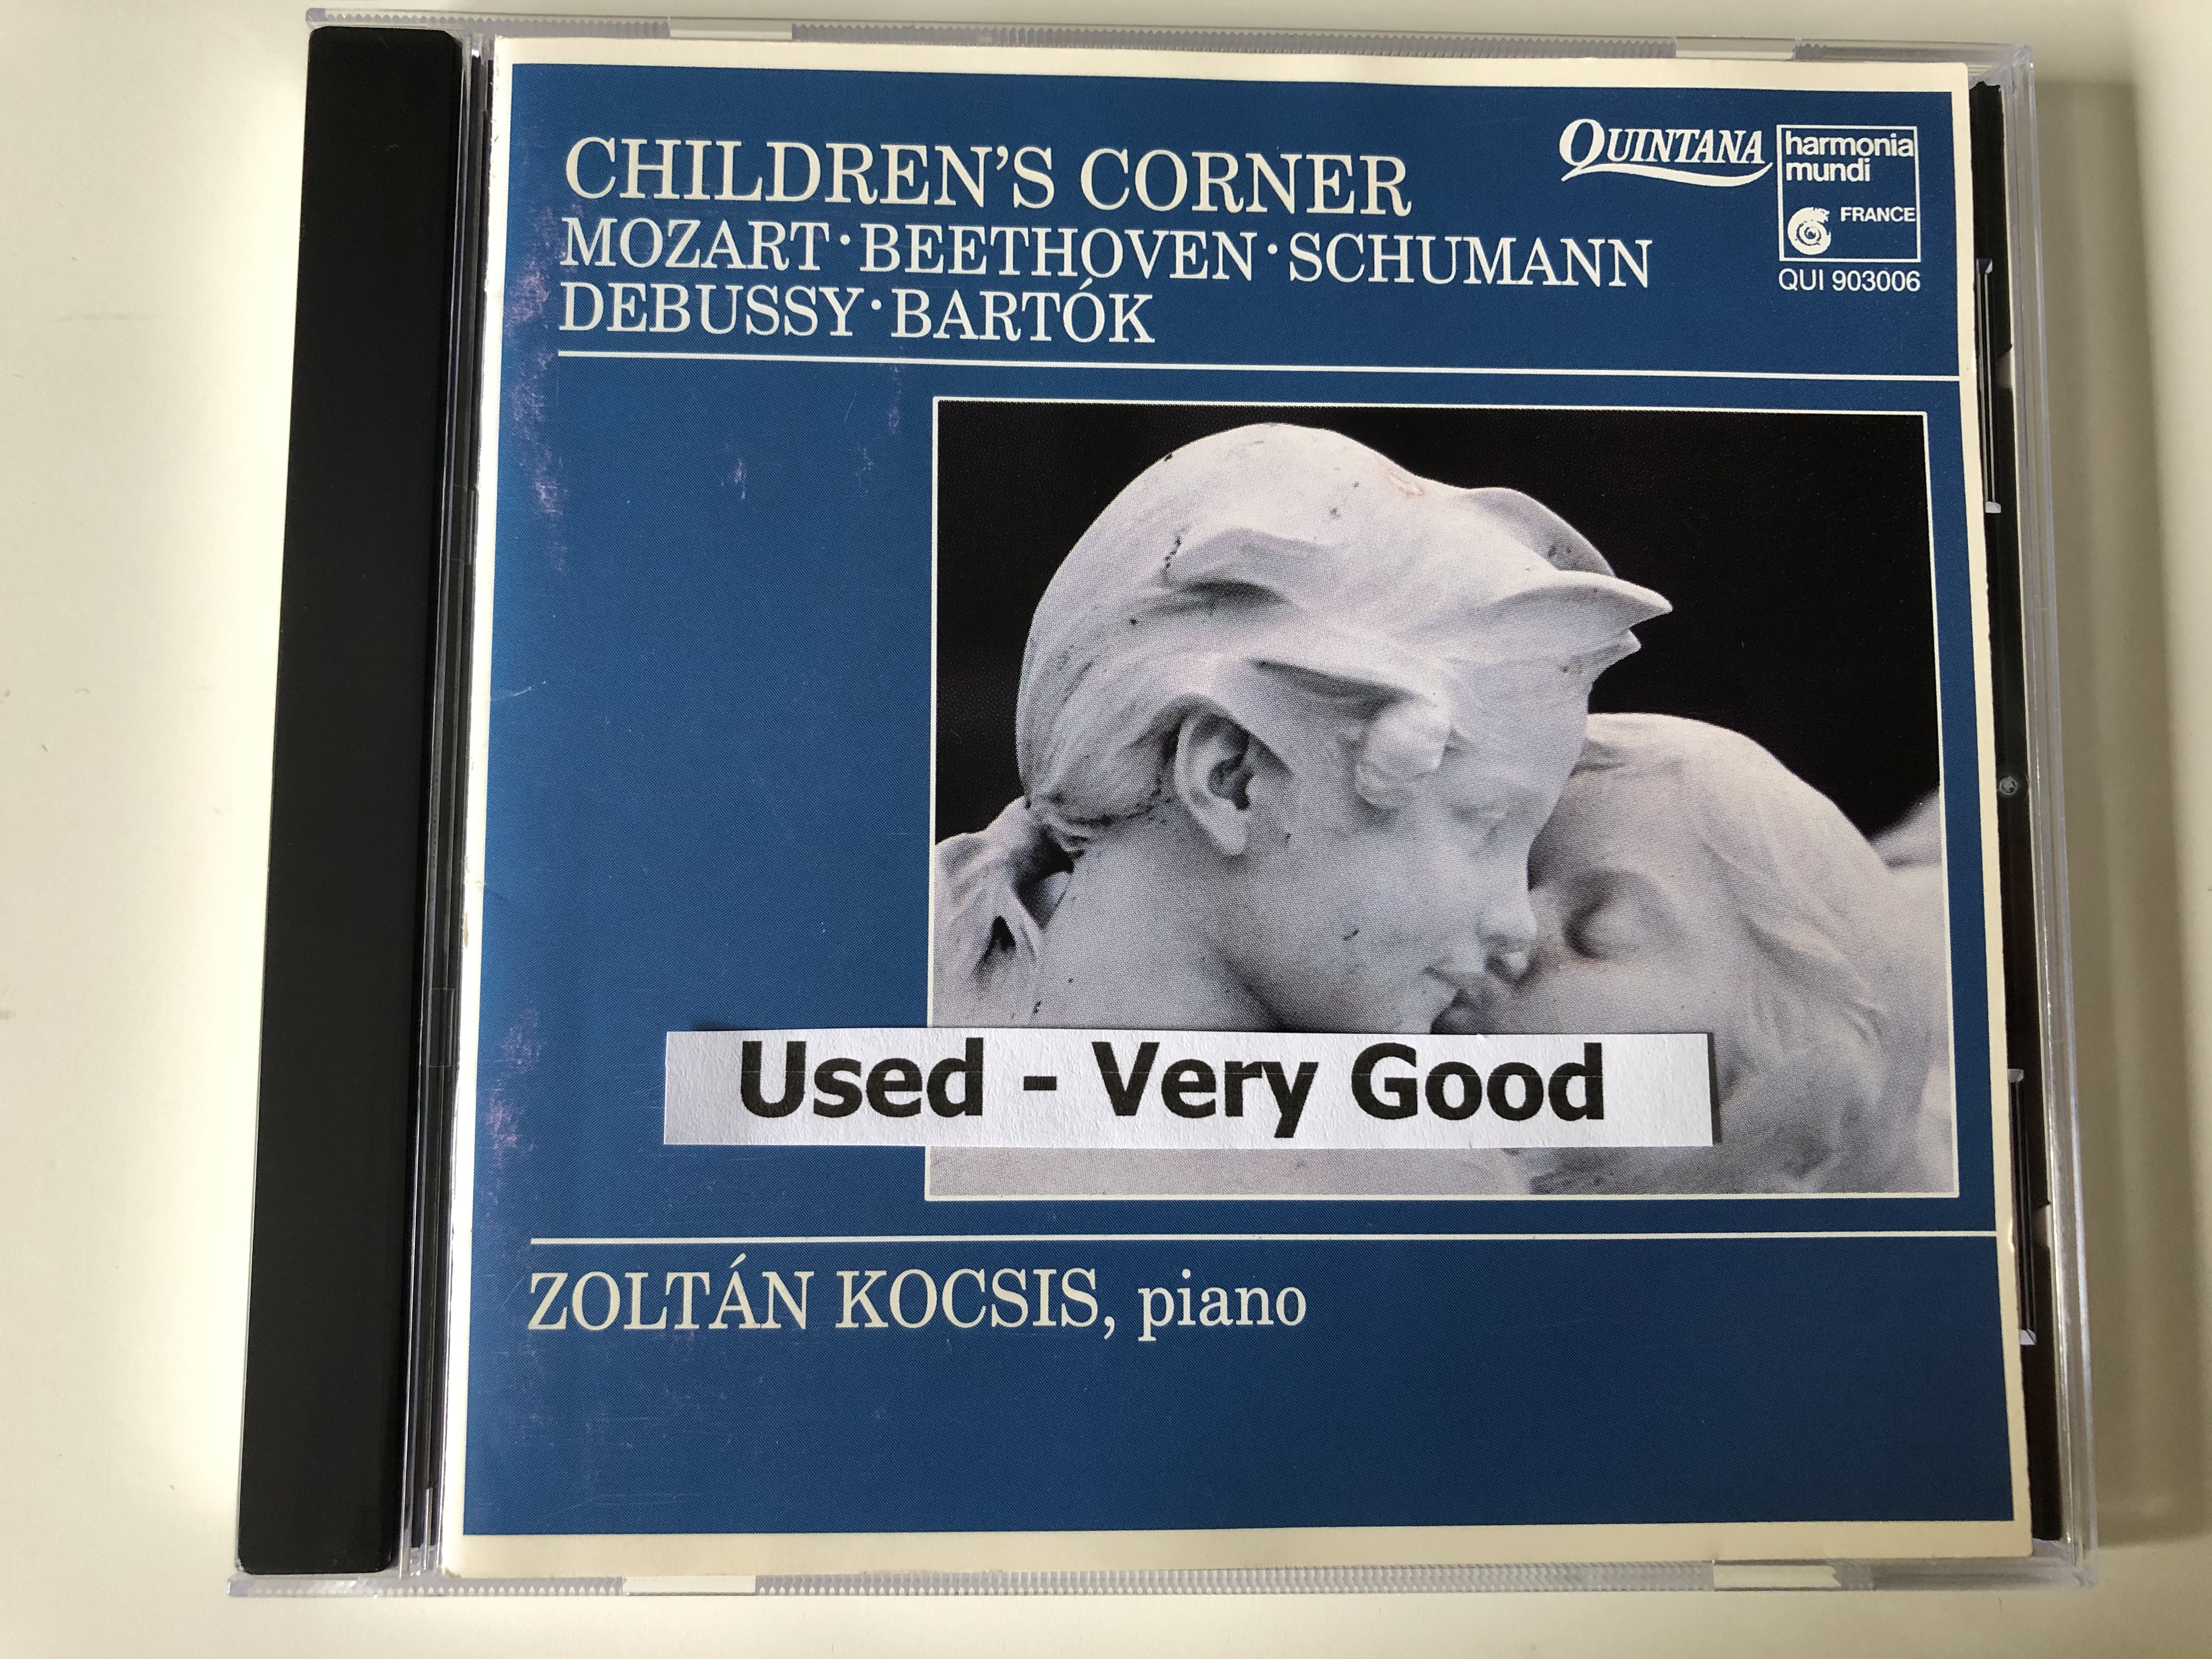 CHILDREN'S CORNER
MOZART·BEETHOVEN·SCHUMANN
DEBUSSY·BARTÓK
QUINTANA
harmonia
mundi
FRANCE
QUI 903006
Used - Very Good
ZOLTÁN KOCSIS, piano